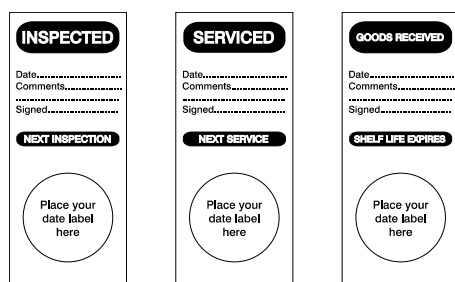 INSPECTED
Date
Comments
Signed
NEXT INSPECTION
Place your
date label
here
SERVICED
Date
Comments
Signed
NEXT SERVICE
Place your
date label
here
GOODS RECEIVED
Date
Comments
Signed
SHELF LIFE EXPIRES
Place your
date label
here